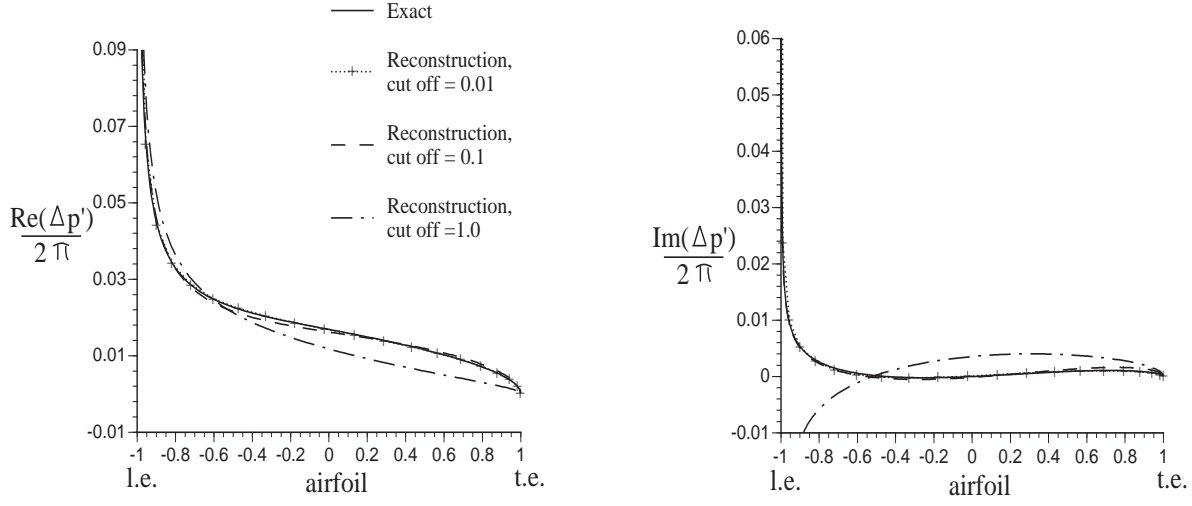 Exact
Reconstruction,
cut off = 0.01
Reconstruction,
cut off = 0.1
Reconstruction,
cut off =1.0
0.09
0.07
0.05
0.03
0.01
-0.01
Re(Δp')
2π
-1 -0.8 -0.6 -0.4 -0.2 0 0.2 0.4 0.6 0.8 1
l.e. airfoil t.e.
0.06
0.05
0.04
0.03
0.02
0.01
0
-0.01
Im(Δp')
2π
-1 -0.8 -0.6 -0.4 -0.2 0 0.2 0.4 0.6 0.8 1
l.e. airfoil t.e.